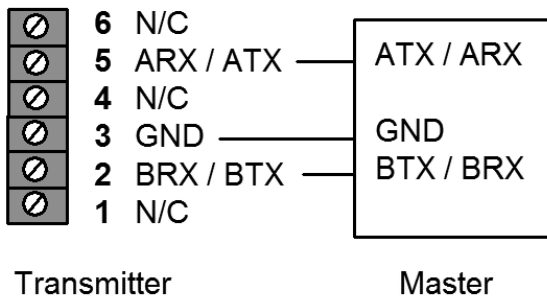 6 N/C
5 ARX / ATX ATX / ARX
4 N/C
3 GND GND
2 BRX / BTX BTX / BRX
1 N/C
Transmitter Master